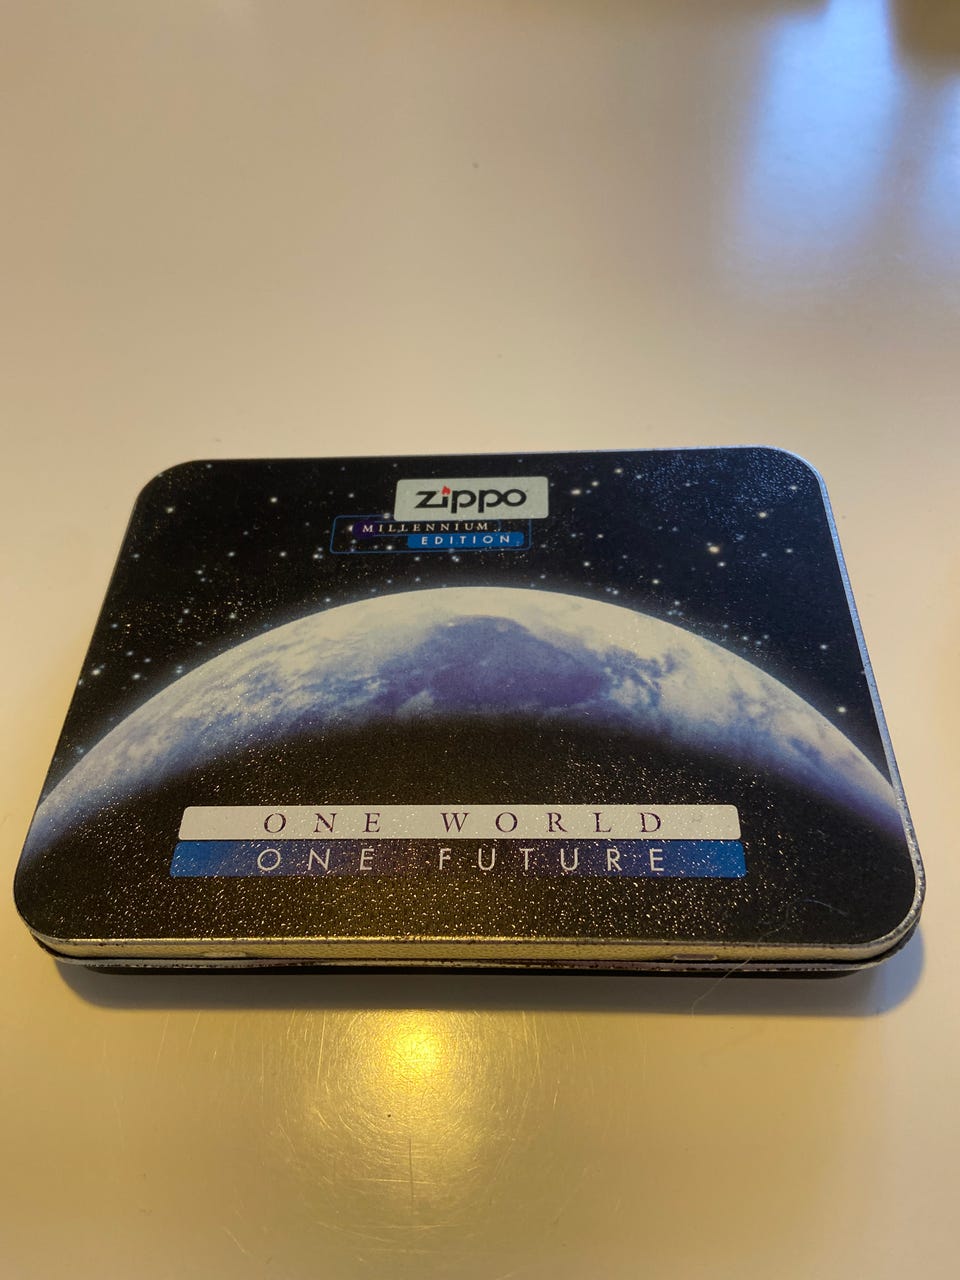 zippo
MILLENNIUM
EDITION
ONE WORLD
ONE FUTURE